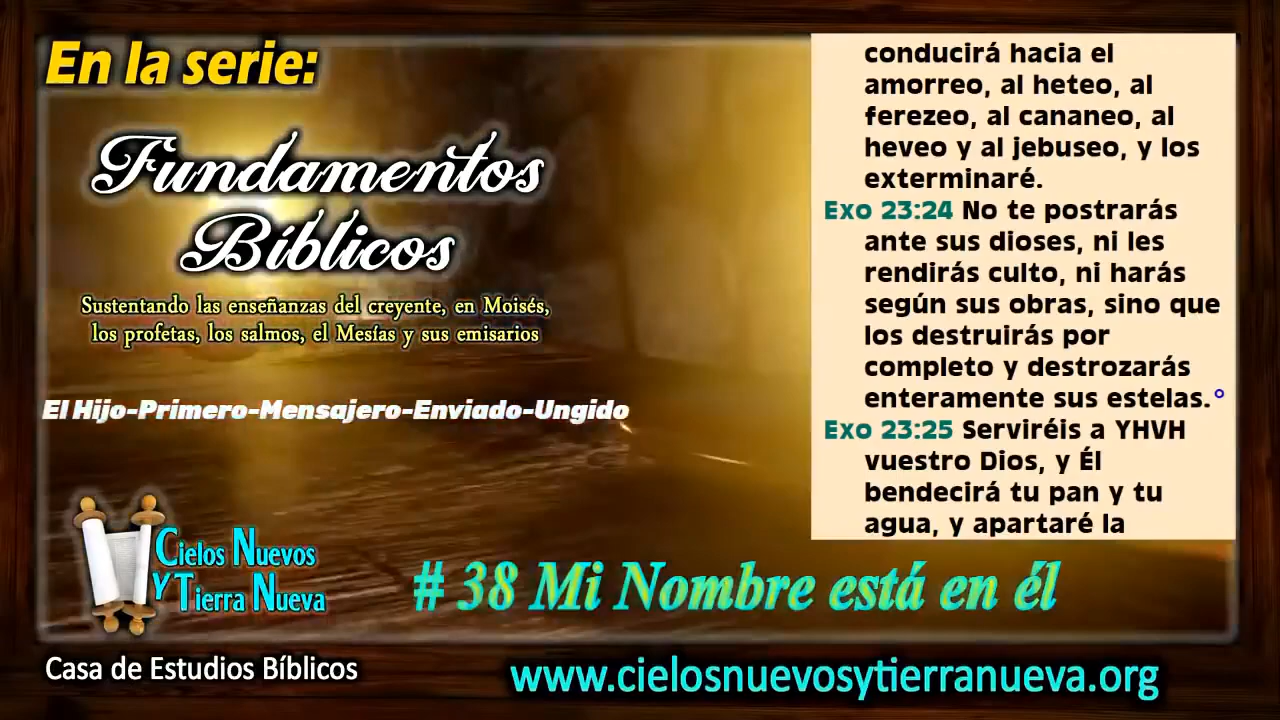 En la serie:
Fundamentos
Bíblicos
Sustentando las enseñanzas del creyente, en Moisés,
los profetas, los salmos, el Mesías y sus emisarios
El Hijo-Primero-Mensajero-Enviado-Ungido
Cielos Nuevos
Y Tierra Nueva
Casa de Estudios Bíblicos
conducirá hacia el
amorreo, al heteo, al
ferezeo, al cananeo, al
heveo y al jebuseo, y los
exterminaré.
Exo 23:24 No te postrarás
ante sus dioses, ni les
rendirás culto, ni harás
según sus obras, sino que
los destruirás por
completo y destrozarás
enteramente sus estelas.°
Exo 23:25 Serviréis a YHVH
vuestro Dios, y Él
bendecirá tu pan y tu
agua, y apartaré la
# 38 Mi Nombre está en él
www.cielosnuevosytierranueva.org